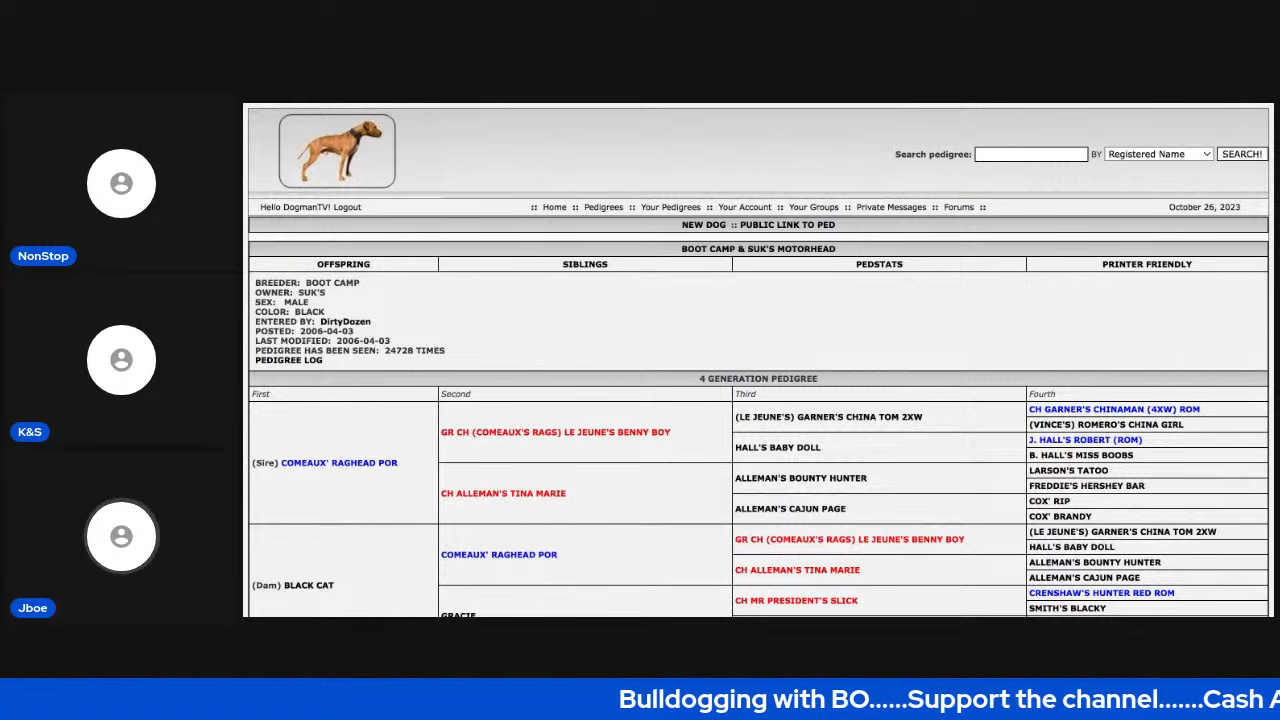 NonStop
K&S
Jboe
Search pedigree: BY Registered Name SEARCH!
Hello DogmanTV! Logout :: Home :: Pedigrees :: Your Pedigrees :: Your Account :: Your Groups :: Private Messages :: Forums :: October 26, 2023
NEW DOG :: PUBLIC LINK TO PED
BOOT CAMP & SUK'S MOTORHEAD
OFFSPRING SIBLINGS PEDSTATS PRINTER FRIENDLY
BREEDER: BOOT CAMP
OWNER: SUK'S
SEX: MALE
COLOR: BLACK
ENTERED BY: DirtyDozen
POSTED: 2006-04-03
LAST MODIFIED: 2006-04-03
PEDIGREE HAS BEEN SEEN: 24728 TIMES
PEDIGREE LOG
4 GENERATION PEDIGREE
First Second Third Fourth
(Sire) COMEAUX' RAGHEAD POR
GR CH (COMEAUX'S RAGS) LE JEUNE'S BENNY BOY
CH ALLEMAN'S TINA MARIE
(LE JEUNE'S) GARNER'S CHINA TOM 2XW
HALL'S BABY DOLL
ALLEMAN'S BOUNTY HUNTER
ALLEMAN'S CAJUN PAGE
CH GARNER'S CHINAMAN (4XW) ROM
(VINCE'S) ROMERO'S CHINA GIRL
J. HALL'S ROBERT (ROM)
B. HALL'S MISS BOOBS
LARSON'S TATOO
FREDDIE'S HERSHEY BAR
COX' RIP
COX' BRANDY
(Dam) BLACK CAT
COMEAUX' RAGHEAD POR
GRACIE
GR CH (COMEAUX'S RAGS) LE JEUNE'S BENNY BOY
CH ALLEMAN'S TINA MARIE
CH MR PRESIDENT'S SLICK
(LE JEUNE'S) GARNER'S CHINA TOM 2XW
HALL'S BABY DOLL
ALLEMAN'S BOUNTY HUNTER
ALLEMAN'S CAJUN PAGE
CRENSHAW'S HUNTER RED ROM
SMITH'S BLACKY
Bulldogging with BO......Support the channel.......Cash A